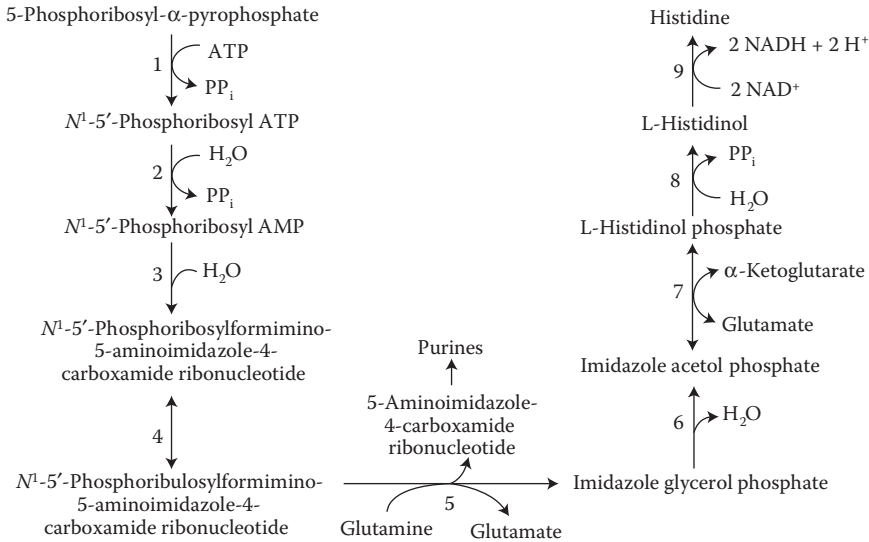 5-Phosphoribosyl-α-pyrophosphate
1
ATP
PPᵢ
N¹-5′-Phosphoribosyl ATP
2
H₂O
PPᵢ
N¹-5′-Phosphoribosyl AMP
3
H₂O
N¹-5′-Phosphoribosylformimino-
5-aminoimidazole-4-
carboxamide ribonucleotide
4
N¹-5′-Phosphoribulosylformimino-
5-aminoimidazole-4-
carboxamide ribonucleotide
Purines
5-Aminoimidazole-
4-carboxamide
ribonucleotide
5
Glutamine
Glutamate
Histidine
2 NADH + 2 H⁺
9
2 NAD⁺
L-Histidinol
PPᵢ
8
H₂O
L-Histidinol phosphate
α-Ketoglutarate
7
Glutamate
Imidazole acetol phosphate
6
H₂O
Imidazole glycerol phosphate